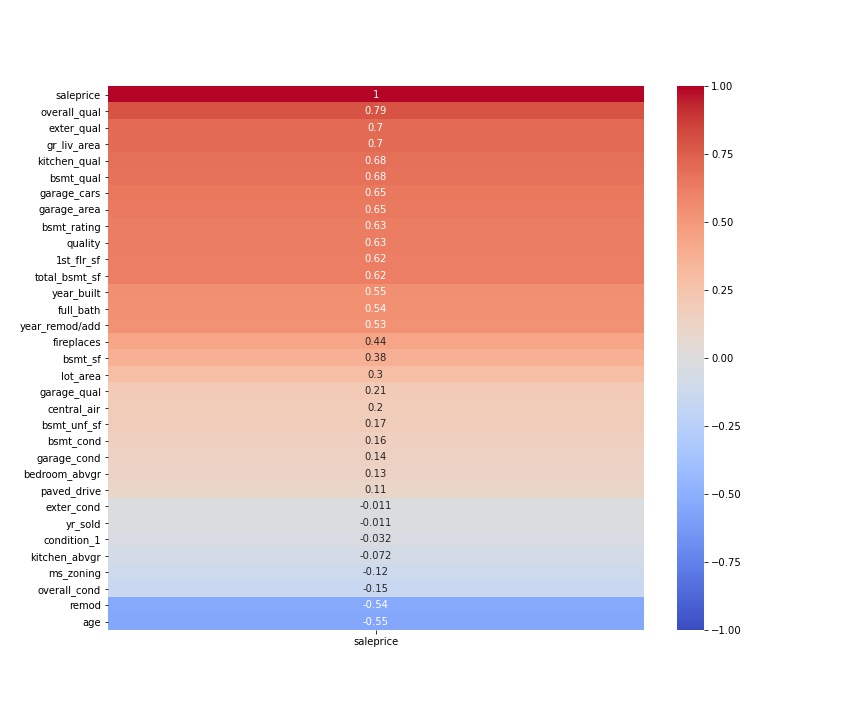 saleprice 1
overall_qual 0.79
exter_qual 0.7
gr_liv_area 0.7
kitchen_qual 0.68
bsmt_qual 0.68
garage_cars 0.65
garage_area 0.65
bsmt_rating 0.63
quality 0.63
1st_flr_sf 0.62
total_bsmt_sf 0.62
year_built 0.55
full_bath 0.54
year_remod/add 0.53
fireplaces 0.44
bsmt_sf 0.38
lot_area 0.3
garage_qual 0.21
central_air 0.2
bsmt_unf_sf 0.17
bsmt_cond 0.16
garage_cond 0.14
bedroom_abvgr 0.13
paved_drive 0.11
exter_cond -0.011
yr_sold -0.011
condition_1 -0.032
kitchen_abvgr -0.072
ms_zoning -0.12
overall_cond -0.15
remod -0.54
age -0.55
saleprice
1.00
0.75
0.50
0.25
0.00
−0.25
−0.50
−0.75
−1.00